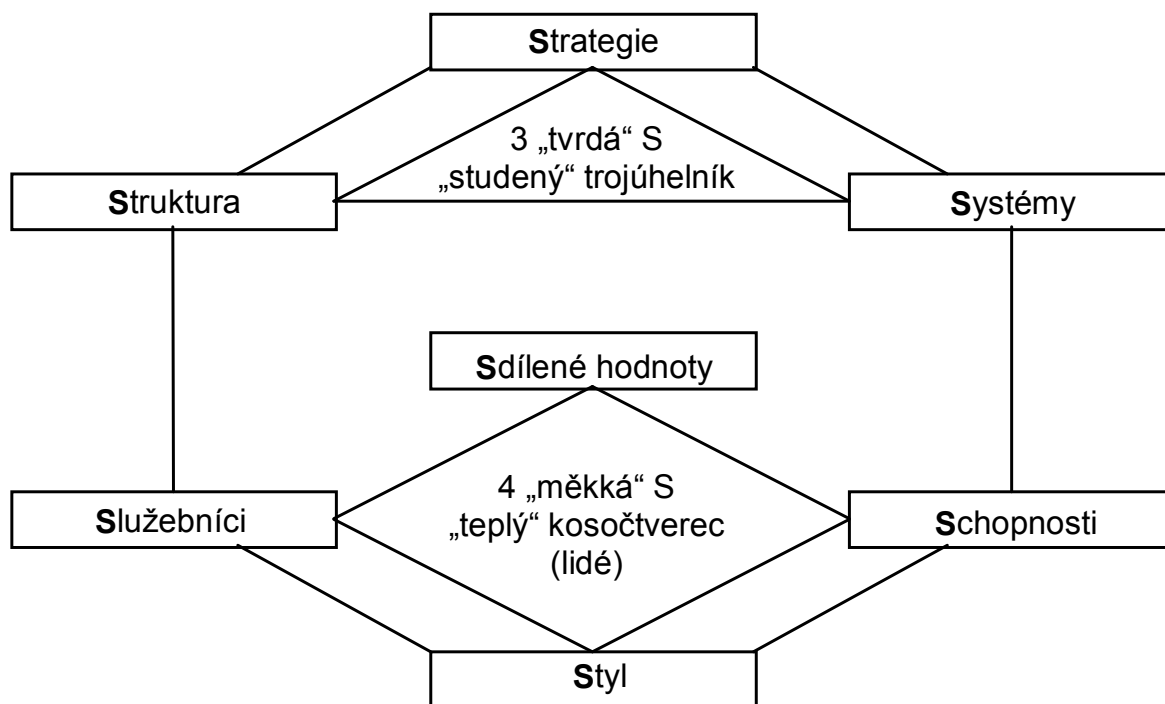 Strategie
3 „tvrdá“ S
„studený“ trojúhelník
Struktura
Systémy
Sdílené hodnoty
4 „měkká“ S
„teplý“ kosočtverec
(lidé)
Služebníci
Schopnosti
Styl